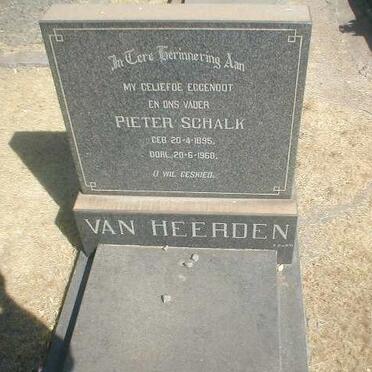 In Tere Herinnering Aan
MY GELIEFDE EGGENOOT
EN ONS VADER
PIETER SCHALK
GEB. 20-4-1895.
OORL. 20-6-1968.
U WIL GESKIED.
VAN HEERDEN